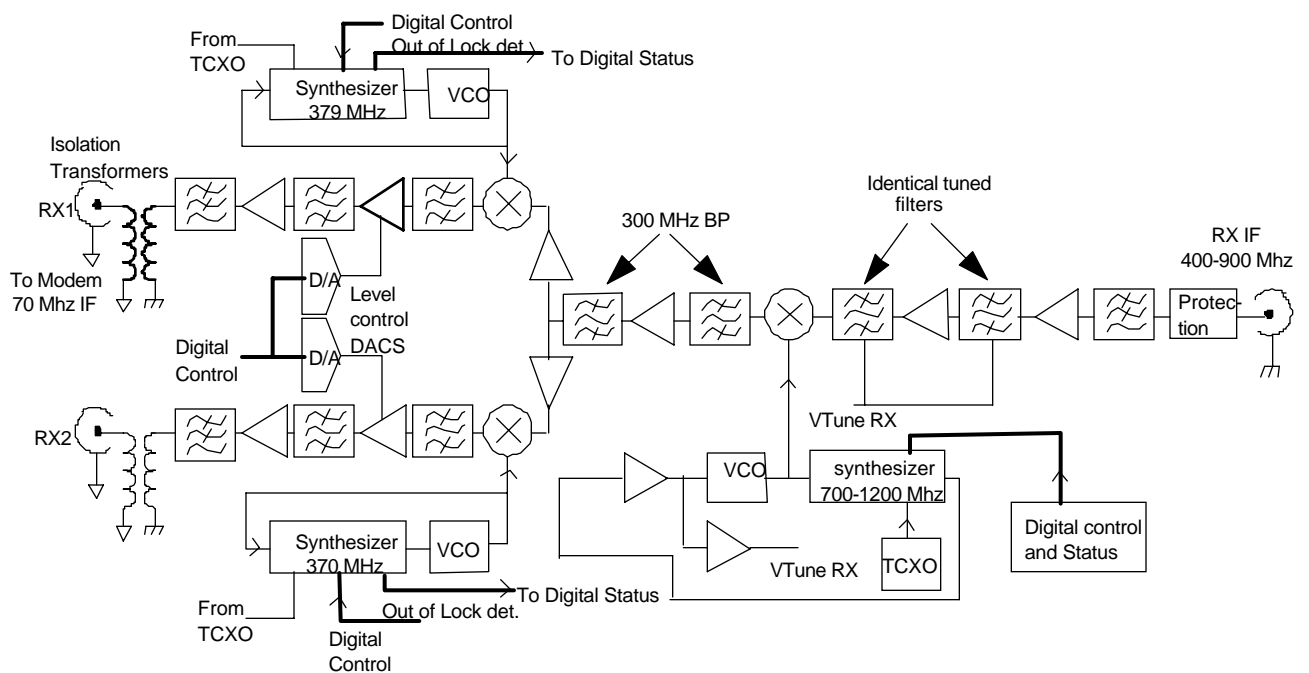 Digital Control
Out of Lock det.
To Digital Status
From
TCXO
Synthesizer
379 MHz
VCO
Isolation
Transformers
RX1
To Modem
70 Mhz IF
D/A
Level
control
DACS
D/A
Digital
Control
300 MHz BP
Identical tuned
filters
RX IF
400-900 Mhz
Protec-
tion
VTune RX
RX2
VCO
synthesizer
700-1200 Mhz
Digital control
and Status
VTune RX
TCXO
Synthesizer
370 MHz
VCO
To Digital Status
Out of Lock det.
From
TCXO
Digital
Control